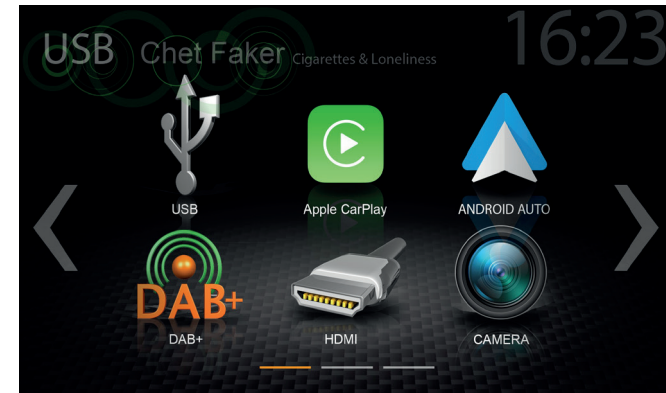 USB Chet Faker Cigarettes & Loneliness 16:23
USB Apple CarPlay ANDROID AUTO
DAB+
DAB+ HDMI CAMERA